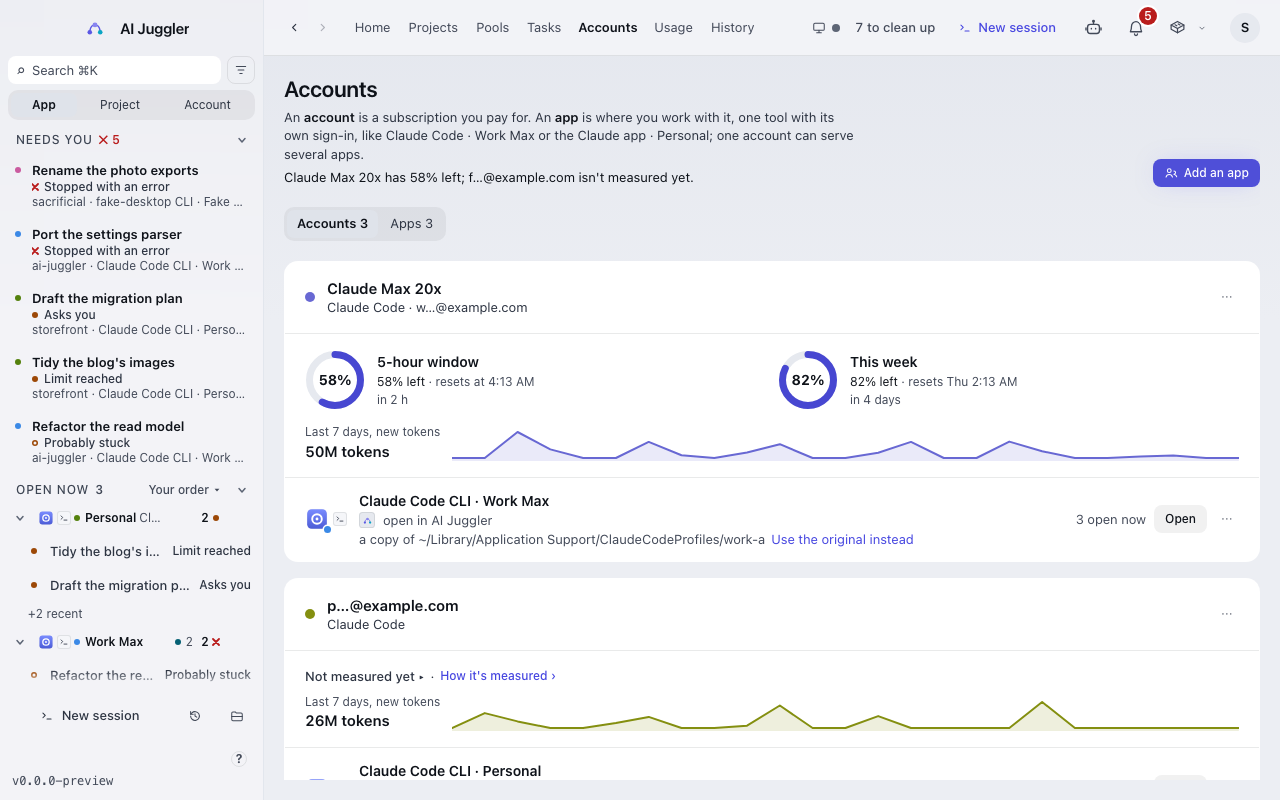 AI Juggler
Search ⌘K
App Project Account
NEEDS YOU 5
Rename the photo exports
Stopped with an error
sacrificial · fake-desktop CLI · Fake ...
Port the settings parser
Stopped with an error
ai-juggler · Claude Code CLI · Work ...
Draft the migration plan
Asks you
storefront · Claude Code CLI · Perso...
Tidy the blog's images
Limit reached
storefront · Claude Code CLI · Perso...
Refactor the read model
Probably stuck
ai-juggler · Claude Code CLI · Work ...
OPEN NOW 3 Your order
Personal Cl... 2
Tidy the blog's i... Limit reached
Draft the migration p... Asks you
+2 recent
Work Max 2 2
Refactor the re... Probably stuck
New session
?
v0.0.0-preview
Home Projects Pools Tasks Accounts Usage History 7 to clean up New session 5 S
Accounts
An account is a subscription you pay for. An app is where you work with it, one tool with its
own sign-in, like Claude Code · Work Max or the Claude app · Personal; one account can serve
several apps.
Claude Max 20x has 58% left; f...@example.com isn't measured yet.
Add an app
Accounts 3 Apps 3
Claude Max 20x
Claude Code · w...@example.com
58%
5-hour window
58% left · resets at 4:13 AM
in 2 h
82%
This week
82% left · resets Thu 2:13 AM
in 4 days
Last 7 days, new tokens
50M tokens
Claude Code CLI · Work Max
open in AI Juggler
a copy of ~/Library/Application Support/ClaudeCodeProfiles/work-a Use the original instead
3 open now Open
p...@example.com
Claude Code
Not measured yet · How it's measured ›
Last 7 days, new tokens
26M tokens
Claude Code CLI · Personal